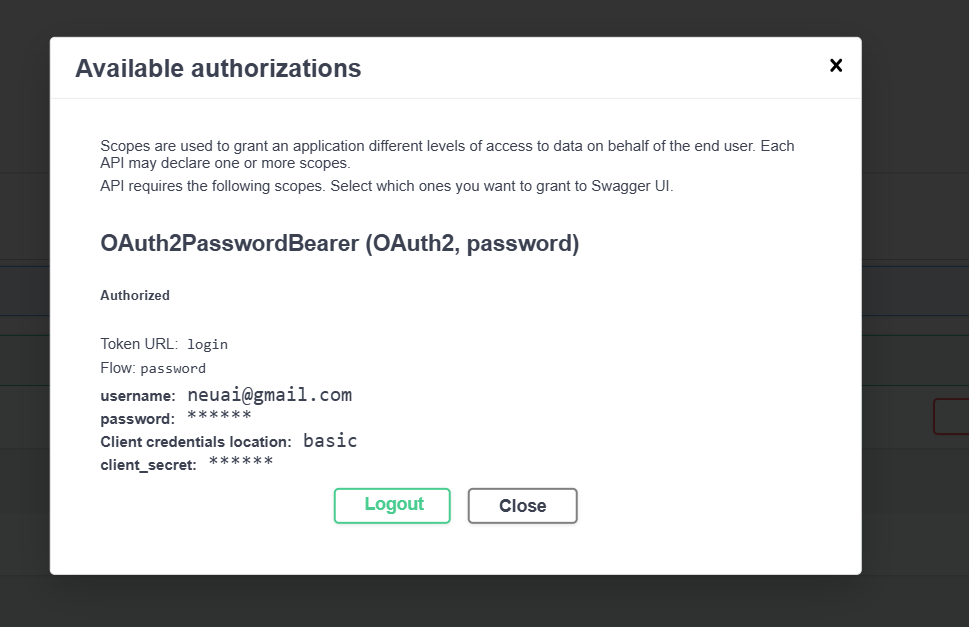 Available authorizations
Scopes are used to grant an application different levels of access to data on behalf of the end user. Each
API may declare one or more scopes.
API requires the following scopes. Select which ones you want to grant to Swagger UI.
OAuth2PasswordBearer (OAuth2, password)
Authorized
Token URL: login
Flow: password
username: neuai@gmail.com
password: ******
Client credentials location: basic
client_secret: ******
Logout Close